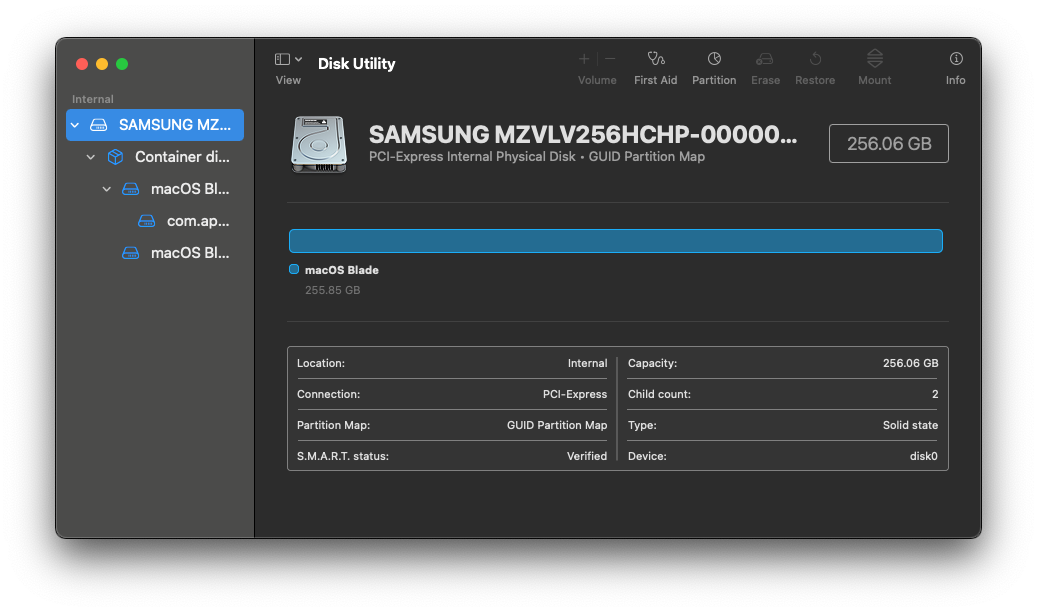 Internal
SAMSUNG MZ...
Container di...
macOS Bl...
com.ap...
macOS Bl...
View
Disk Utility
Volume
First Aid
Partition
Erase
Restore
Mount
Info
SAMSUNG MZVLV256HCHP-00000...
PCI-Express Internal Physical Disk • GUID Partition Map
256.06 GB
macOS Blade
255.85 GB
Location: Internal
Connection: PCI-Express
Partition Map: GUID Partition Map
S.M.A.R.T. status: Verified
Capacity: 256.06 GB
Child count: 2
Type: Solid state
Device: disk0